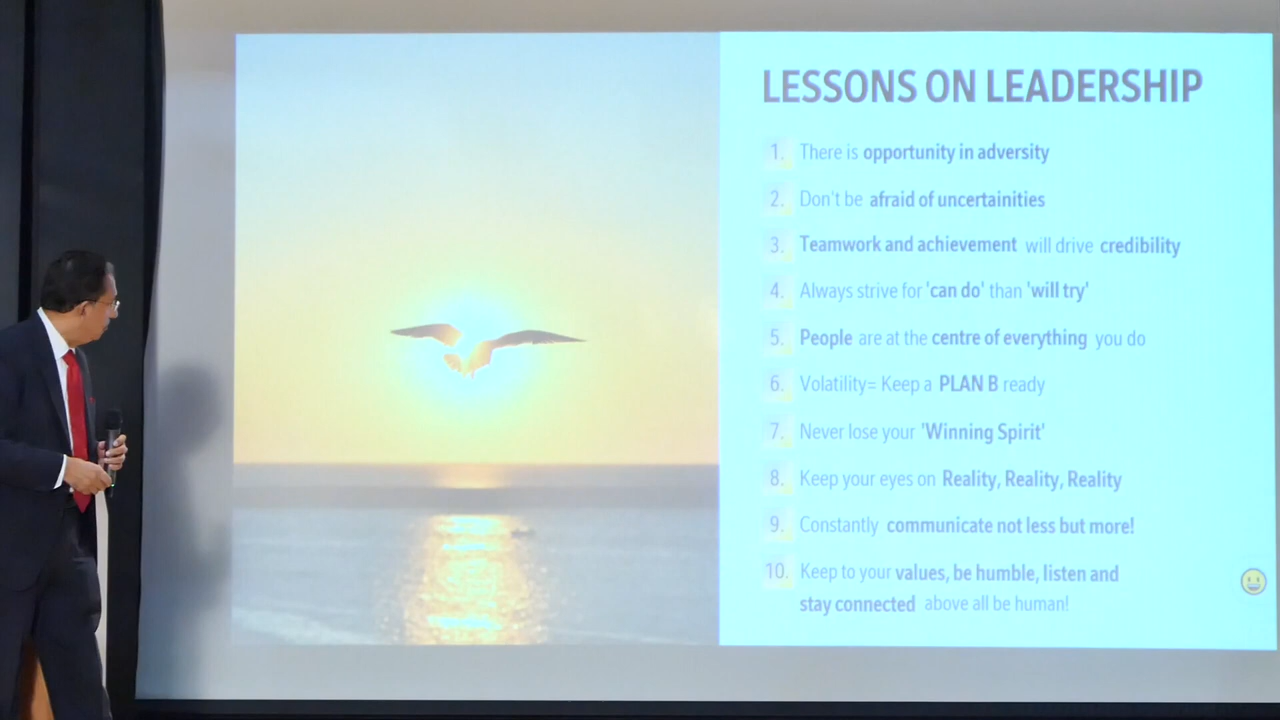 LESSONS ON LEADERSHIP
1. There is opportunity in adversity
2. Don't be afraid of uncertainities
3. Teamwork and achievement will drive credibility
4. Always strive for 'can do' than 'will try'
5. People are at the centre of everything you do
6. Volatility= Keep a PLAN B ready
7. Never lose your 'Winning Spirit'
8. Keep your eyes on Reality, Reality, Reality
9. Constantly communicate not less but more!
10. Keep to your values, be humble, listen and
stay connected above all be human!